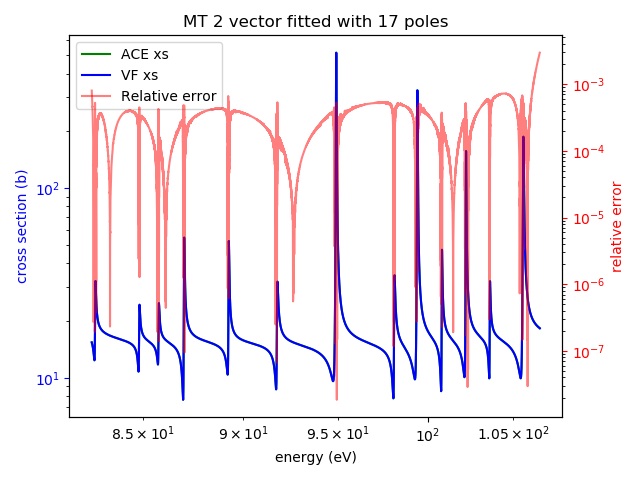 MT 2 vector fitted with 17 poles
ACE xs
VF xs
Relative error
cross section (b)
10²
10¹
10⁻³
10⁻⁴
10⁻⁵
10⁻⁶
10⁻⁷
relative error
8.5 × 10¹
9 × 10¹
9.5 × 10¹
10²
1.05 × 10²
energy (eV)